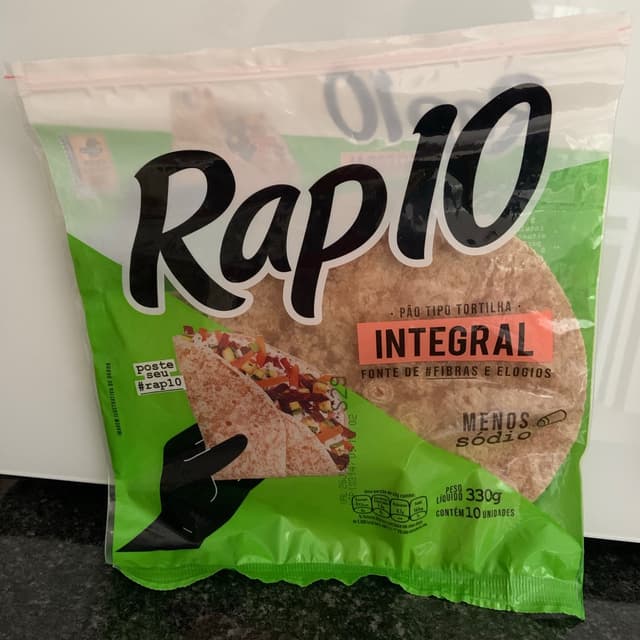 Rap10
· PÃO TIPO TORTILHA ·
INTEGRAL
FONTE DE #FIBRAS E ELOGIOS
poste
seu
#rap10
MENOS
sódio
PESO
LÍQUIDO 330g
CONTÉM 10 UNIDADES